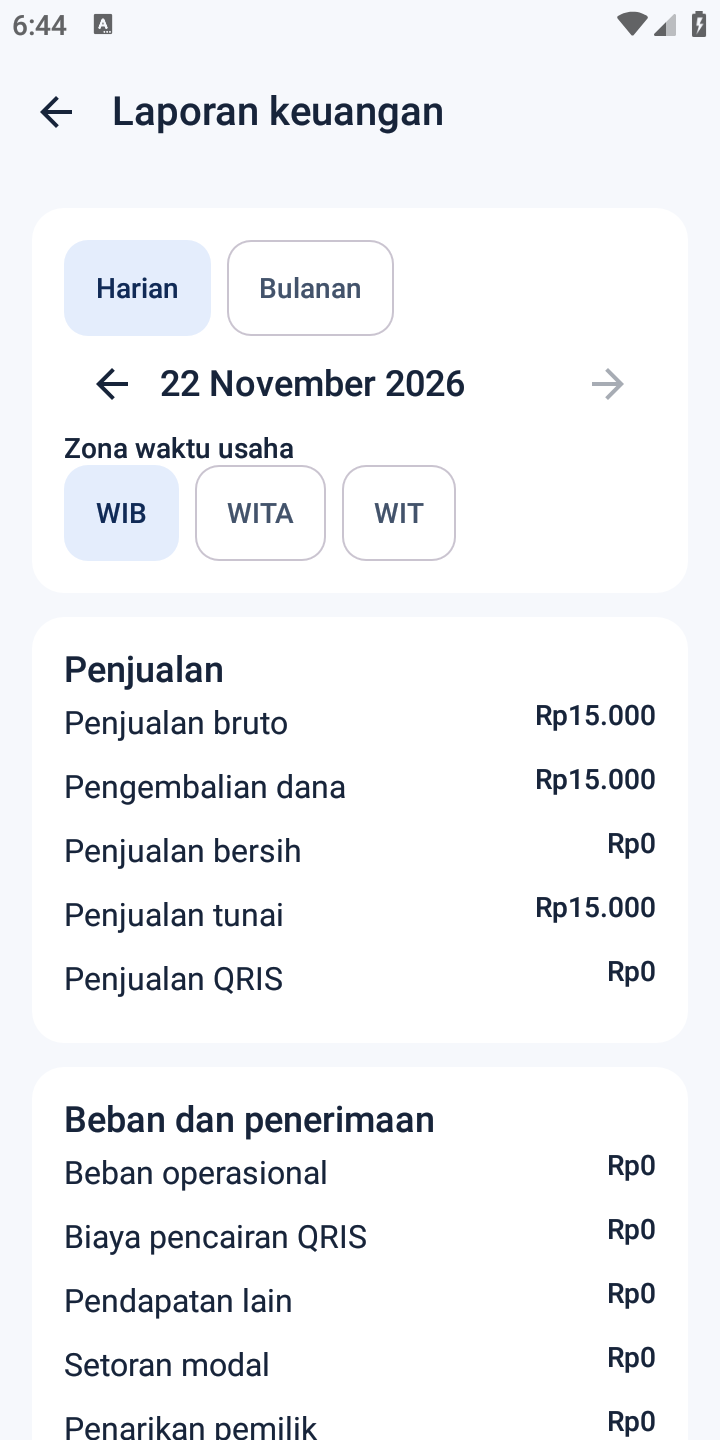 6:44
A
Laporan keuangan
Harian Bulanan
22 November 2026
Zona waktu usaha
WIB WITA WIT
Penjualan
Penjualan bruto Rp15.000
Pengembalian dana Rp15.000
Penjualan bersih Rp0
Penjualan tunai Rp15.000
Penjualan QRIS Rp0
Beban dan penerimaan
Beban operasional Rp0
Biaya pencairan QRIS Rp0
Pendapatan lain Rp0
Setoran modal Rp0
Penarikan pemilik Rp0